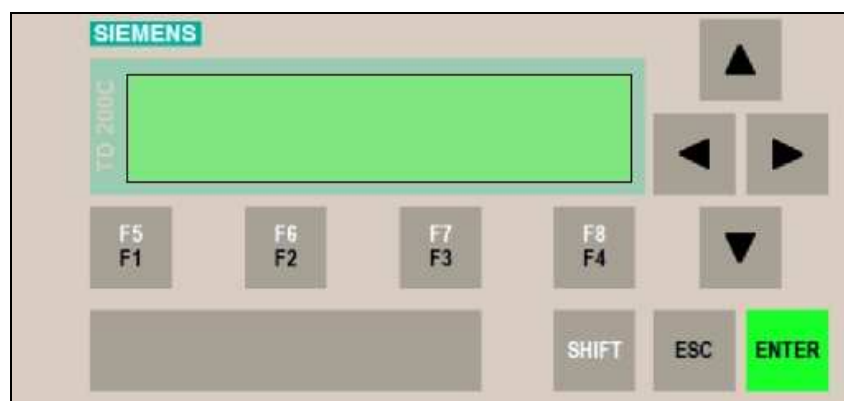 SIEMENS
TD 200C
F5 F6 F7 F8
F1 F2 F3 F4
SHIFT ESC ENTER